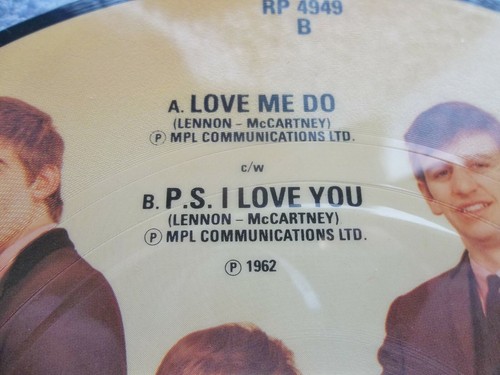 RP 4949
B
A. LOVE ME DO
(LENNON - McCARTNEY)
Ⓟ MPL COMMUNICATIONS LTD.
c/w
B. P.S. I LOVE YOU
(LENNON - McCARTNEY)
Ⓟ MPL COMMUNICATIONS LTD.
Ⓟ 1962